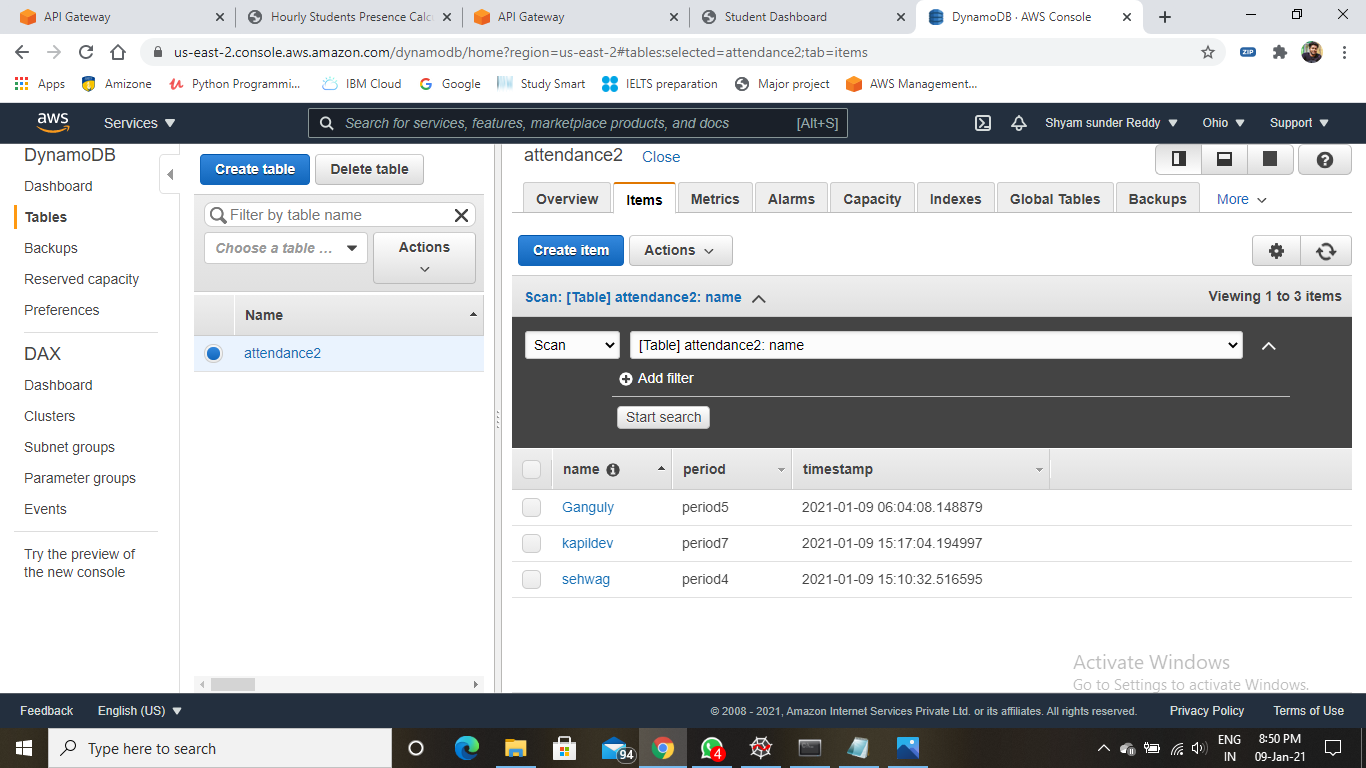 API Gateway
Hourly Students Presence Calc
API Gateway
Student Dashboard
DynamoDB · AWS Console
us-east-2.console.aws.amazon.com/dynamodb/home?region=us-east-2#tables:selected=attendance2;tab=items
ZIP
Apps Amizone Python Programmi... IBM Cloud Google Study Smart IELTS preparation Major project AWS Management...
aws Services Search for services, features, marketplace products, and docs [Alt+S] Shyam sunder Reddy Ohio Support
DynamoDB
Dashboard
Tables
Backups
Reserved capacity
Preferences
DAX
Dashboard
Clusters
Subnet groups
Parameter groups
Events
Try the preview of
the new console
Create table Delete table
Filter by table name
Choose a table ... Actions
Name
attendance2
attendance2 Close
Overview Items Metrics Alarms Capacity Indexes Global Tables Backups More
Create item Actions
Scan: [Table] attendance2: name Viewing 1 to 3 items
Scan [Table] attendance2: name
Add filter
Start search
name period timestamp
Ganguly period5 2021-01-09 06:04:08.148879
kapildev period7 2021-01-09 15:17:04.194997
sehwag period4 2021-01-09 15:10:32.516595
Activate Windows
Go to Settings to activate Windows.
Feedback English (US) © 2008 - 2021, Amazon Internet Services Private Ltd. or its affiliates. All rights reserved. Privacy Policy Terms of Use
Type here to search
94
4
ENG
IN
8:50 PM
09-Jan-21